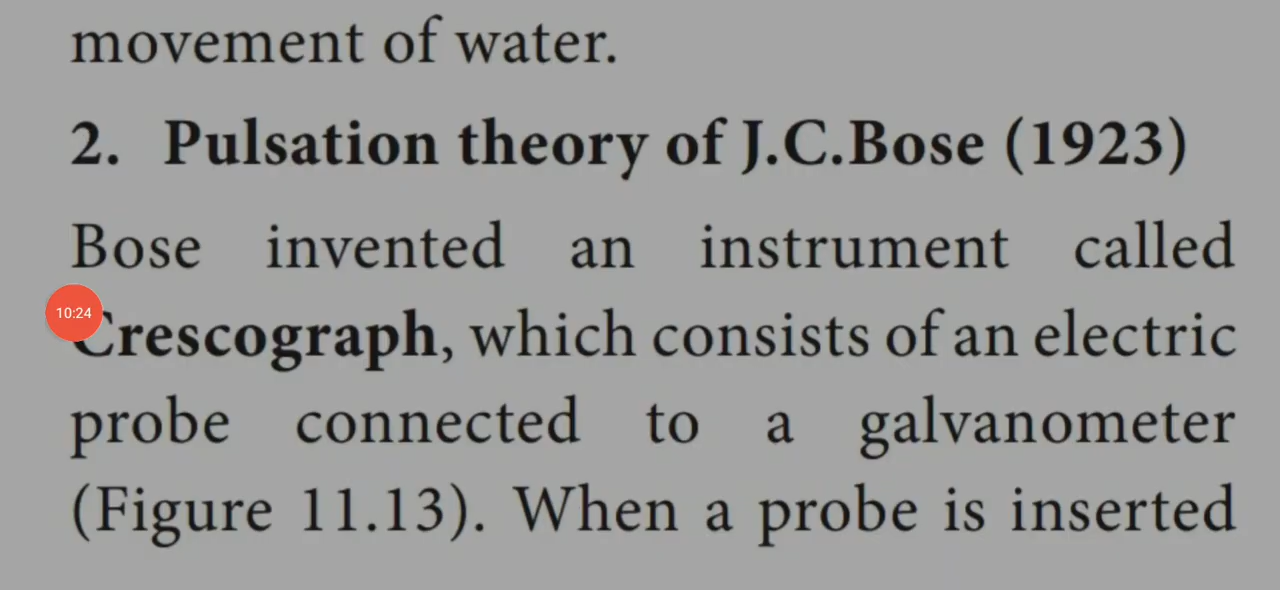 movement of water.
2. Pulsation theory of J.C.Bose (1923)
Bose invented an instrument called
10:24
Crescograph, which consists of an electric
probe connected to a galvanometer
(Figure 11.13). When a probe is inserted